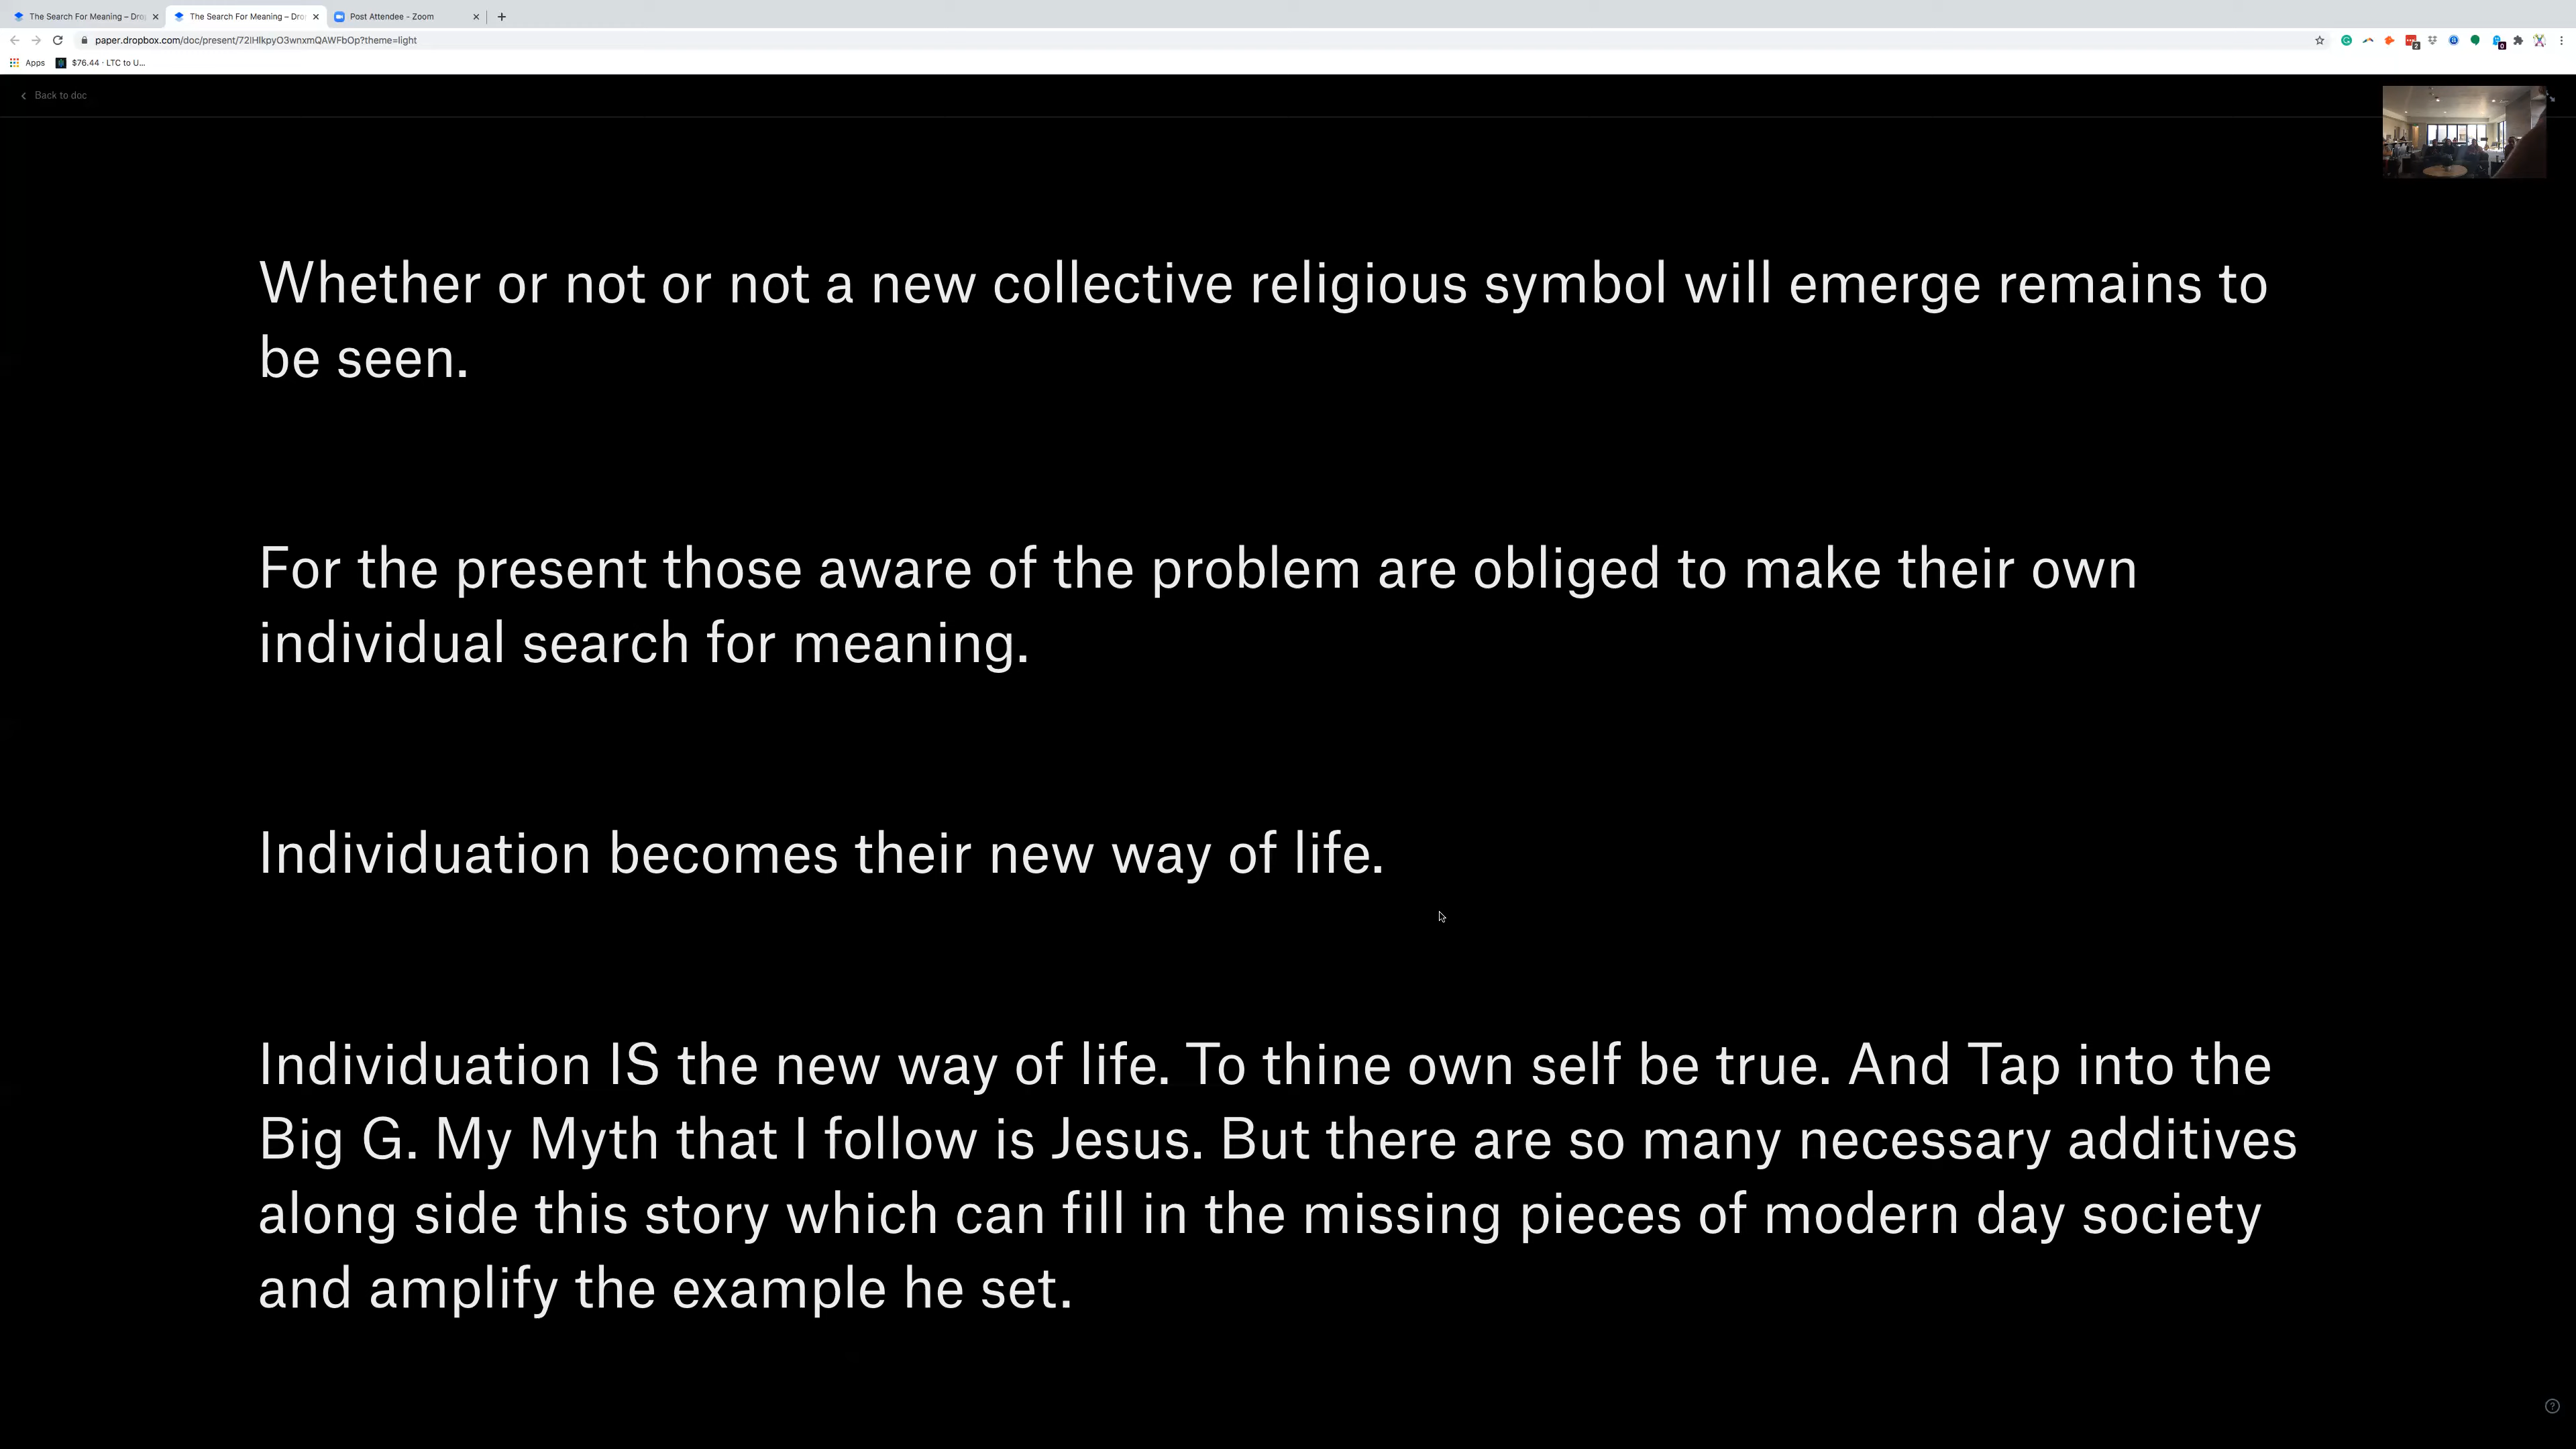 The Search For Meaning – Dro
The Search For Meaning – Dro
Post Attendee - Zoom
paper.dropbox.com/doc/present/72IHlkpyO3wnxmQAWFbOp?theme=light
Apps
$76.44 · LTC to U...
Back to doc
Whether or not or not a new collective religious symbol will emerge remains to
be seen.
For the present those aware of the problem are obliged to make their own
individual search for meaning.
Individuation becomes their new way of life.
Individuation IS the new way of life. To thine own self be true. And Tap into the
Big G. My Myth that I follow is Jesus. But there are so many necessary additives
along side this story which can fill in the missing pieces of modern day society
and amplify the example he set.